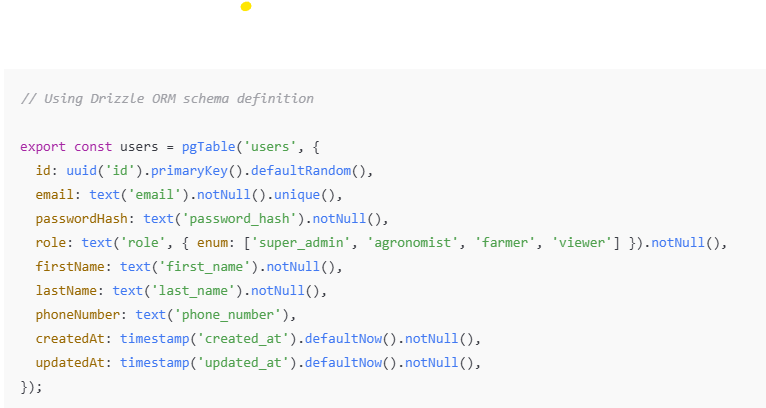 // Using Drizzle ORM schema definition
export const users = pgTable('users', {
  id: uuid('id').primaryKey().defaultRandom(),
  email: text('email').notNull().unique(),
  passwordHash: text('password_hash').notNull(),
  role: text('role', { enum: ['super_admin', 'agronomist', 'farmer', 'viewer'] }).notNull(),
  firstName: text('first_name').notNull(),
  lastName: text('last_name').notNull(),
  phoneNumber: text('phone_number'),
  createdAt: timestamp('created_at').defaultNow().notNull(),
  updatedAt: timestamp('updated_at').defaultNow().notNull(),
});